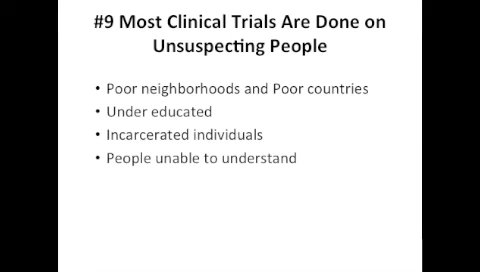 #9 Most Clinical Trials Are Done on
Unsuspecting People
• Poor neighborhoods and Poor countries
• Under educated
• Incarcerated individuals
• People unable to understand